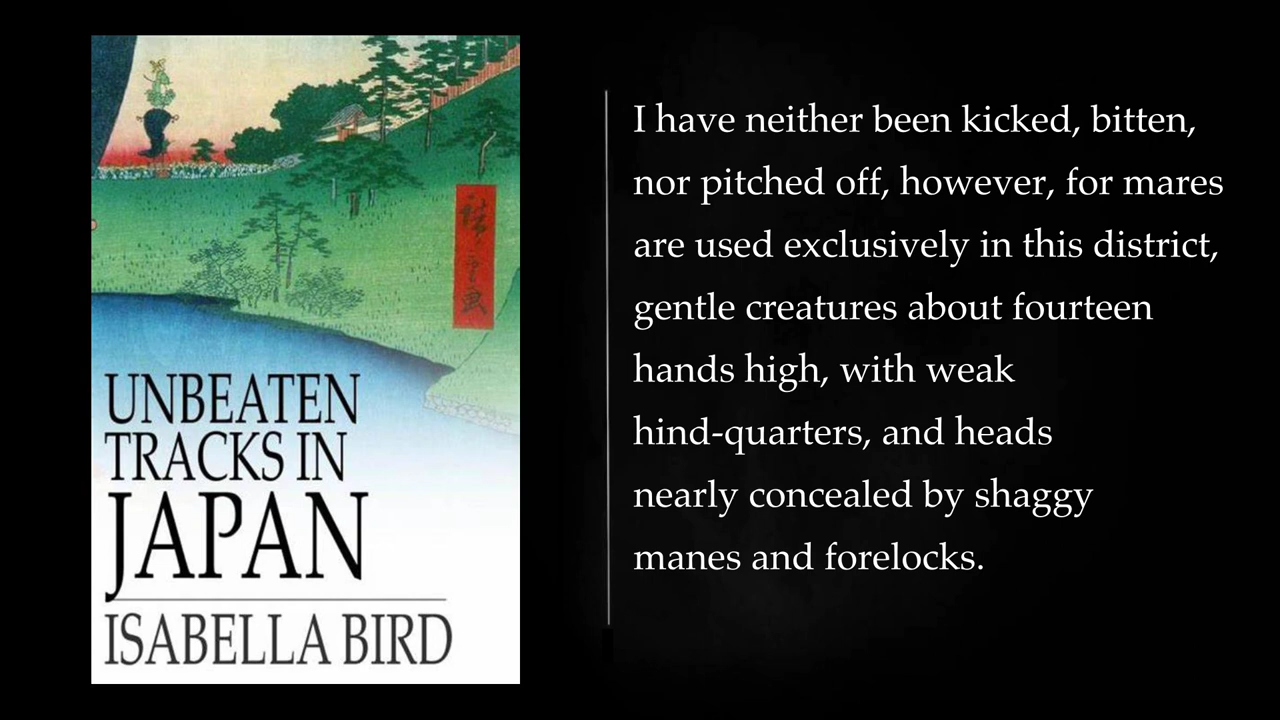 UNBEATEN
TRACKS IN
JAPAN
ISABELLA BIRD
I have neither been kicked, bitten,
nor pitched off, however, for mares
are used exclusively in this district,
gentle creatures about fourteen
hands high, with weak
hind-quarters, and heads
nearly concealed by shaggy
manes and forelocks.